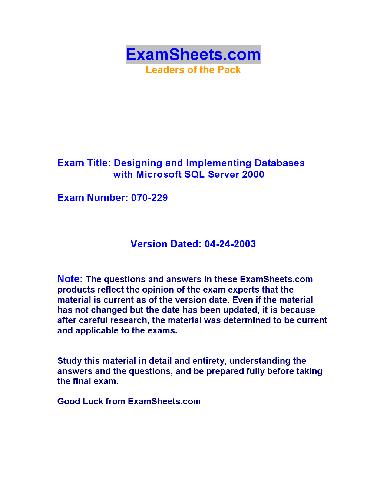 ExamSheets.com
Leaders of the Pack
Exam Title: Designing and Implementing Databases
with Microsoft SQL Server 2000
Exam Number: 070-229
Version Dated: 04-24-2003
Note: The questions and answers in these ExamSheets.com
products reflect the opinion of the exam experts that the
material is current as of the version date. Even if the material
has not changed but the date has been updated, it is because
after careful research, the material was determined to be current
and applicable to the exams.
Study this material in detail and entirety, understanding the
answers and the questions, and be prepared fully before taking
the final exam.
Good Luck from ExamSheets.com